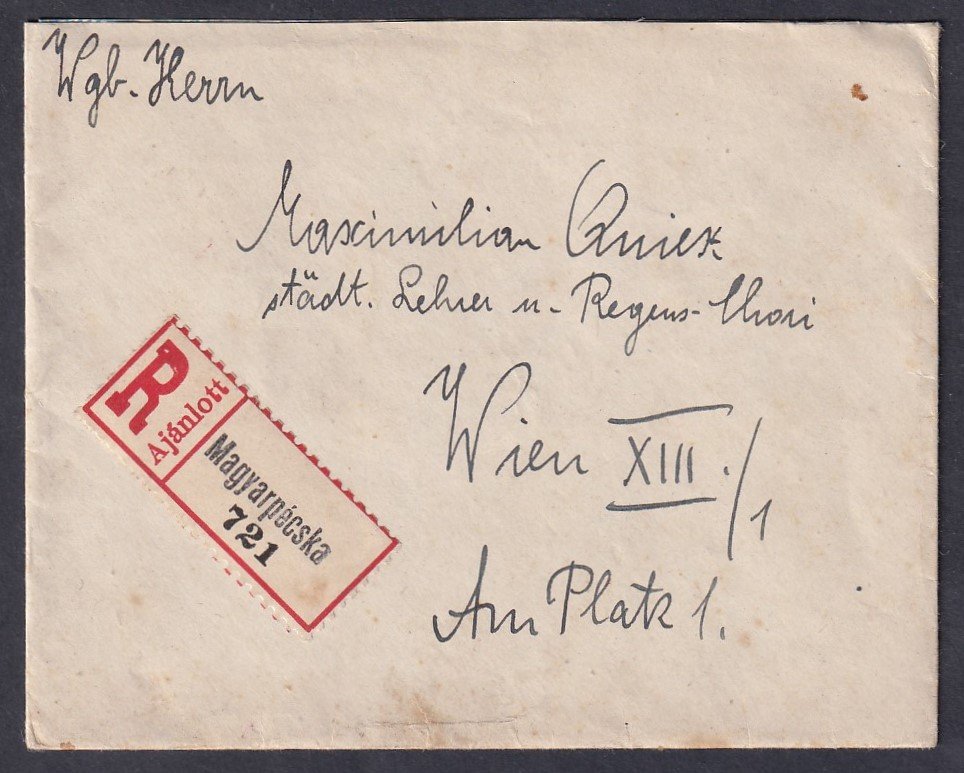 Wgb. Herrn
Maximilian
städt. Lehrer u. Regens-Chori
Wien XIII./1
Am Platz 1.
R
Ajánlott
Magyarpécska
721